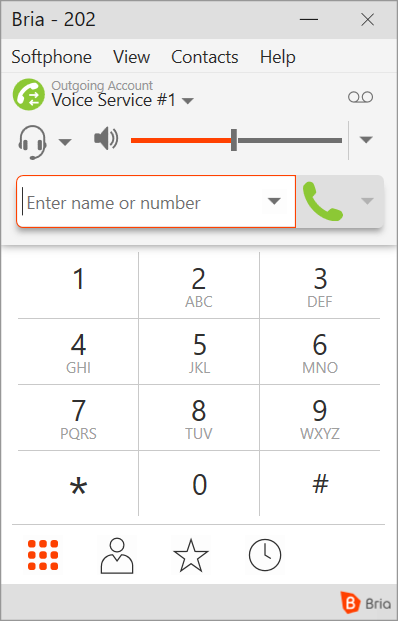 Bria - 202
Softphone View Contacts Help
Outgoing Account
Voice Service #1
Enter name or number
1 2 3
ABC DEF
4 5 6
GHI JKL MNO
7 8 9
PQRS TUV WXYZ
* 0 #
B Bria